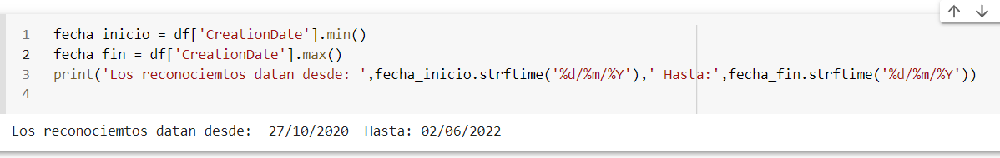 1 fecha_inicio = df['CreationDate'].min()
2 fecha_fin = df['CreationDate'].max()
3 print('Los reconociemtos datan desde: ',fecha_inicio.strftime('%d/%m/%Y'),' Hasta:',fecha_fin.strftime('%d/%m/%Y'))
4
Los reconociemtos datan desde:  27/10/2020  Hasta: 02/06/2022